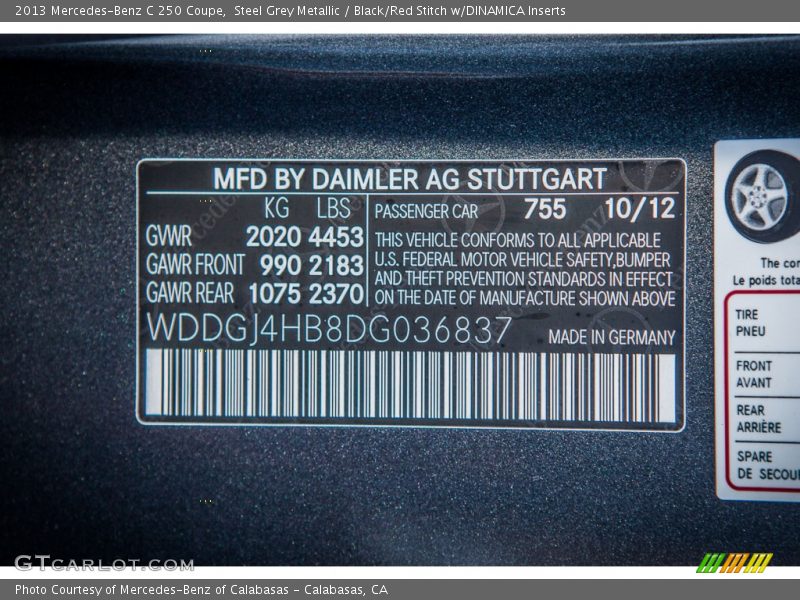 2013 Mercedes-Benz C 250 Coupe,  Steel Grey Metallic / Black/Red Stitch w/DINAMICA Inserts
MFD BY DAIMLER AG STUTTGART
KG LBS
GWR 2020 4453
GAWR FRONT 990 2183
GAWR REAR 1075 2370
PASSENGER CAR 755 10/12
THIS VEHICLE CONFORMS TO ALL APPLICABLE
U.S. FEDERAL MOTOR VEHICLE SAFETY,BUMPER
AND THEFT PREVENTION STANDARDS IN EFFECT
ON THE DATE OF MANUFACTURE SHOWN ABOVE
WDDGJ4HB8DG036837
MADE IN GERMANY
The
Le poids
TIRE
PNEU
FRONT
AVANT
REAR
ARRIÈRE
SPARE
DE
GTcarlot.com
Photo Courtesy of Mercedes-Benz of Calabasas - Calabasas, CA